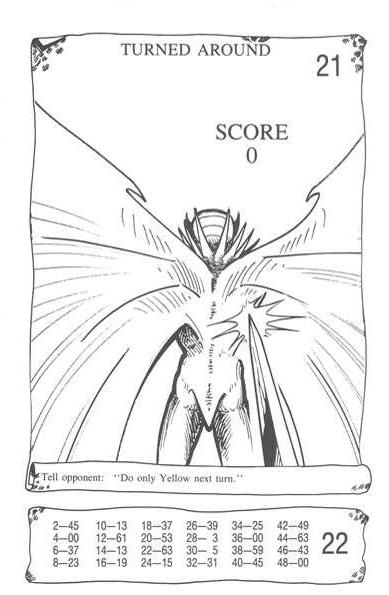 TURNED AROUND
21
SCORE
0
Tell opponent: "Do only Yellow next turn."
2—45 10—13 18—37 26—39 34—25 42—49
4—00 12—61 20—53 28— 3 36—00 44—63
6—37 14—13 22—63 30— 5 38—59 46—43
8—23 16—19 24—15 32—31 40—45 48—00
22